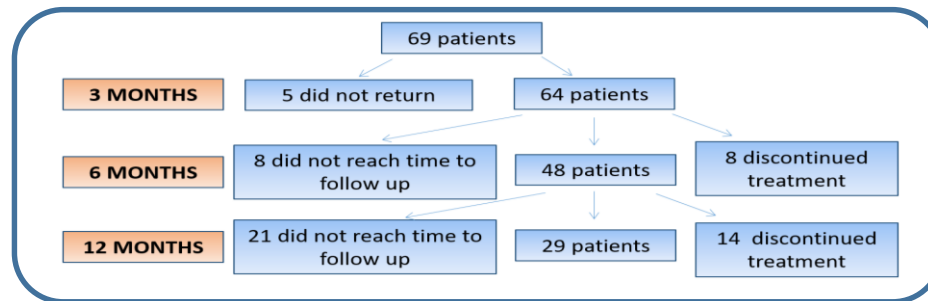 69 patients
3 MONTHS
5 did not return
64 patients
6 MONTHS
8 did not reach time to
follow up
48 patients
8 discontinued
treatment
12 MONTHS
21 did not reach time to
follow up
29 patients
14 discontinued
treatment